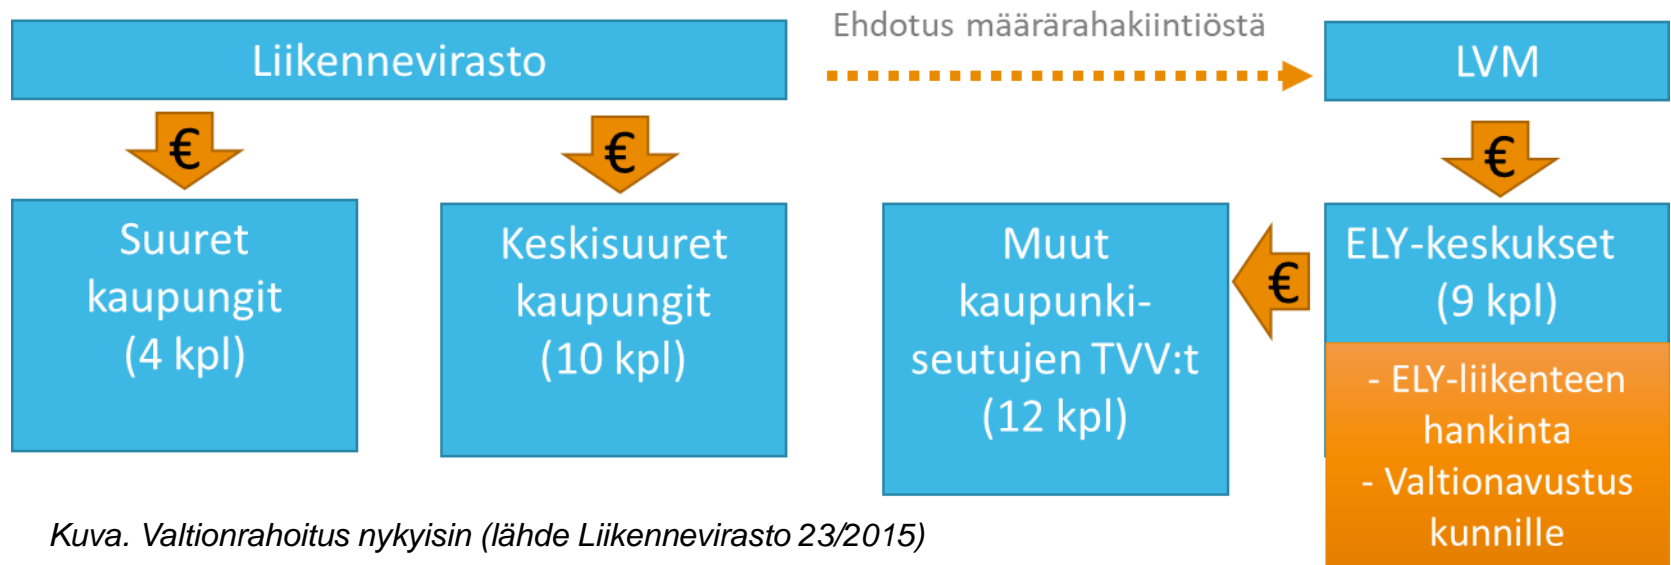 Liikennevirasto
Ehdotus määrärahakiintiöstä
LVM
€
€
€
Suuret
kaupungit
(4 kpl)
Keskisuuret
kaupungit
(10 kpl)
Muut
kaupunki-
seutujen TVV:t
(12 kpl)
€
ELY-keskukset
(9 kpl)
- ELY-liikenteen
hankinta
- Valtionavustus
kunnille
Kuva. Valtionrahoitus nykyisin (lähde Liikennevirasto 23/2015)